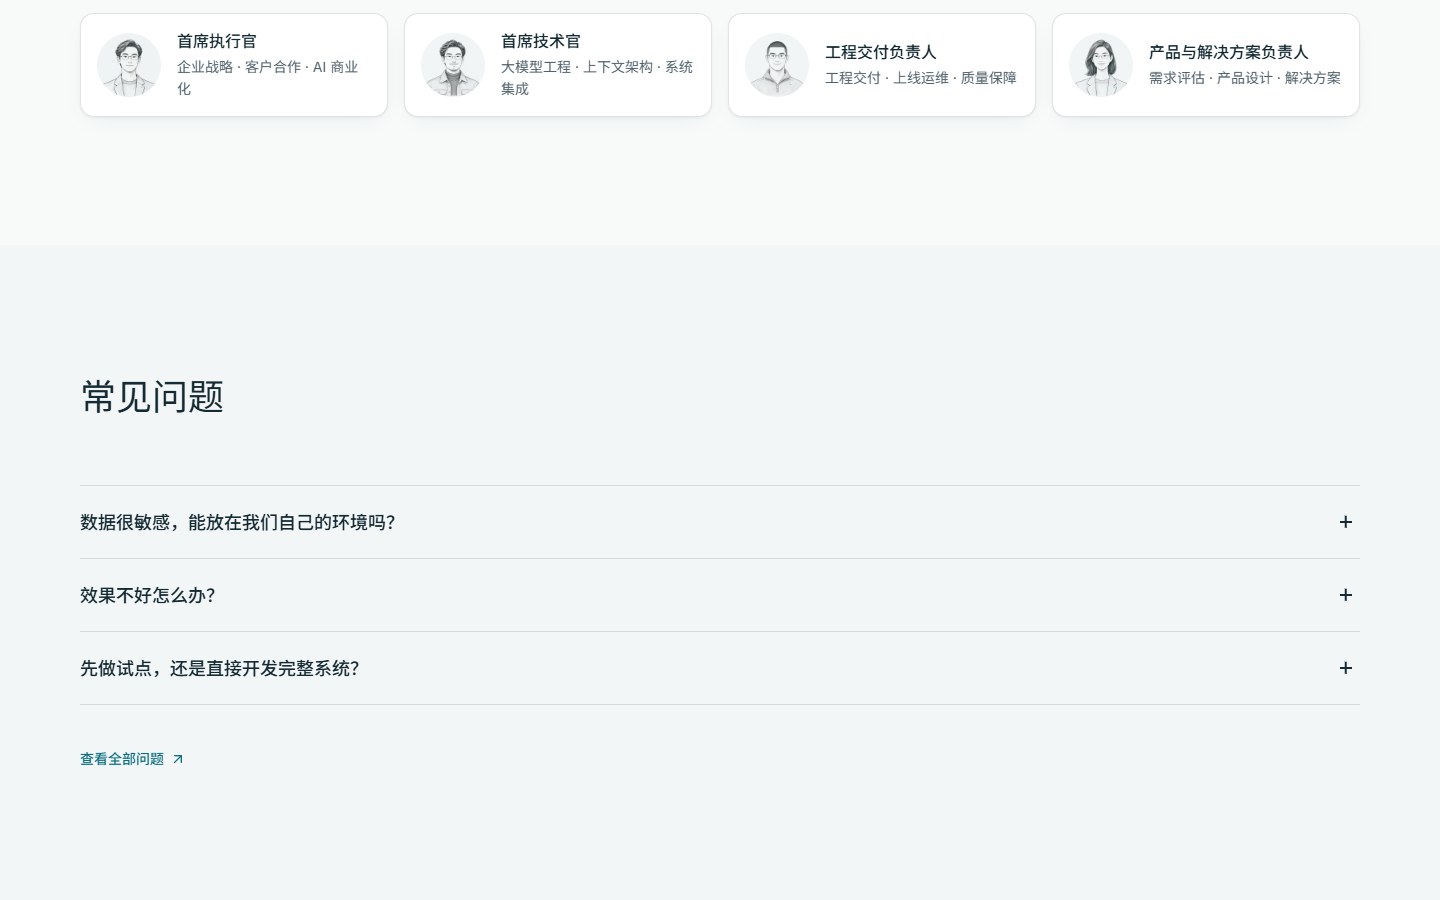 首席执行官
企业战略 · 客户合作 · AI 商业
化
首席技术官
大模型工程 · 上下文架构 · 系统
集成
工程交付负责人
工程交付 · 上线运维 · 质量保障
产品与解决方案负责人
需求评估 · 产品设计 · 解决方案
常见问题
数据很敏感，能放在我们自己的环境吗？
效果不好怎么办？
先做试点，还是直接开发完整系统？
查看全部问题